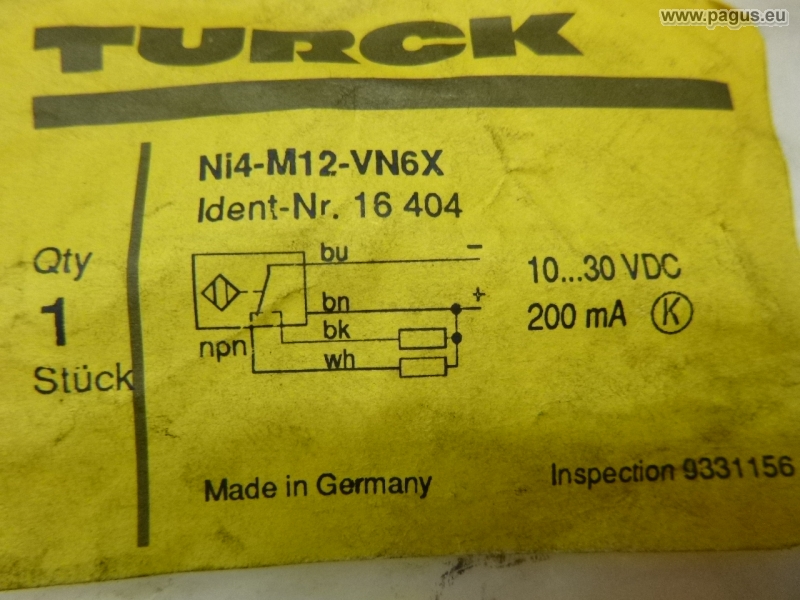 www.pagus.eu
TURCK
Ni4-M12-VN6X
Ident-Nr. 16 404
Qty
1
Stück
bu
−
bn
+
bk
wh
npn
10...30 VDC
200 mA K
Made in Germany
Inspection 9331156